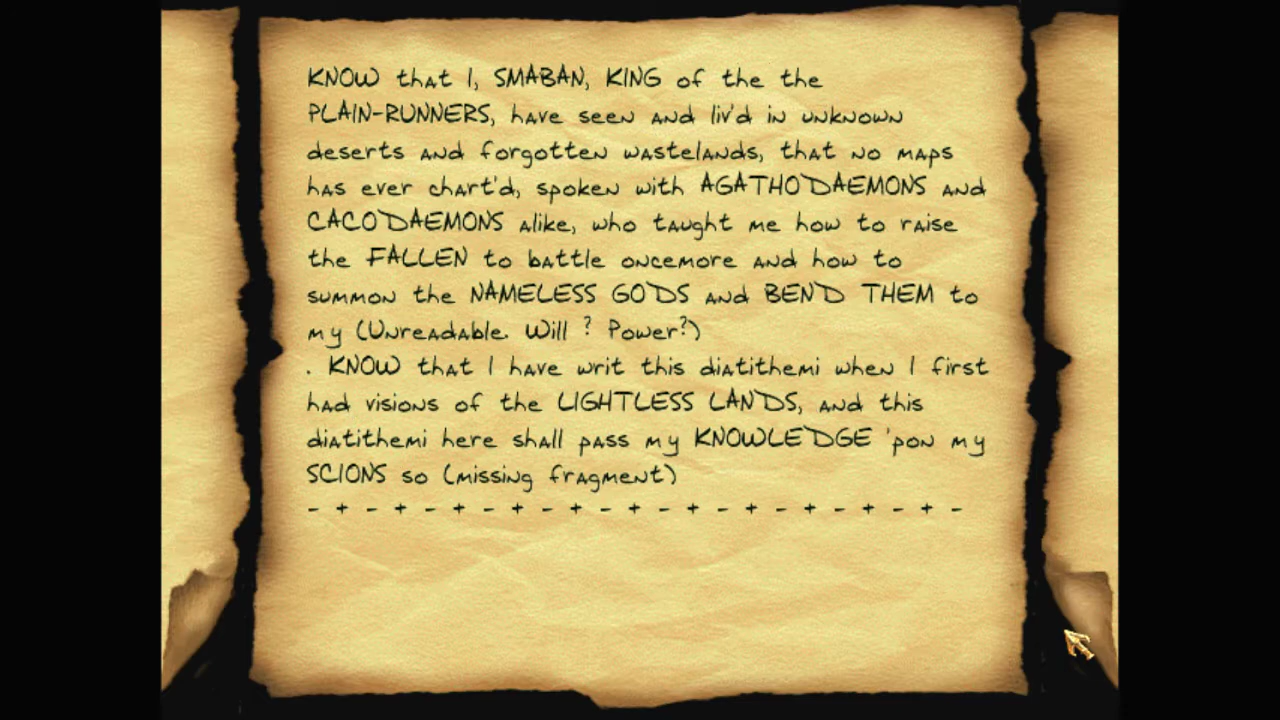 KNOW that I, SMABAN, KING of the the
PLAIN-RUNNERS, have seen and liv'd in unknown
deserts and forgotten wastelands, that no maps
has ever chart'd, spoken with AGATHODAEMONS and
CACODAEMONS alike, who taught me how to raise
the FALLEN to battle oncemore and how to
summon the NAMELESS GODS and BEND THEM to
my (Unreadable. Will ? Power?)
. KNOW that I have writ this diatithemi when I first
had visions of the LIGHTLESS LANDS, and this
diatithemi here shall pass my KNOWLEDGE 'pon my
SCIONS so (missing fragment)
- + - + - + - + - + - + - + - + - + - + - + -